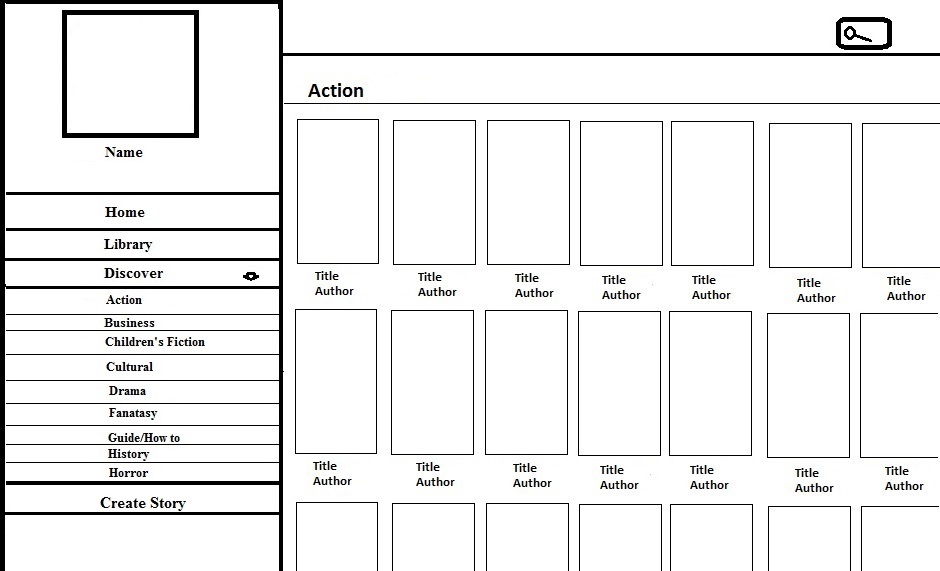 Name
Home
Library
Discover
Action
Business
Children's Fiction
Cultural
Drama
Fanatasy
Guide/How to
History
Horror
Create Story
Action
Title Title Title Title Title Title Title
Author Author Author Author Author Author Author
Title Title Title Title Title Title Title
Author Author Author Author Author Author Author